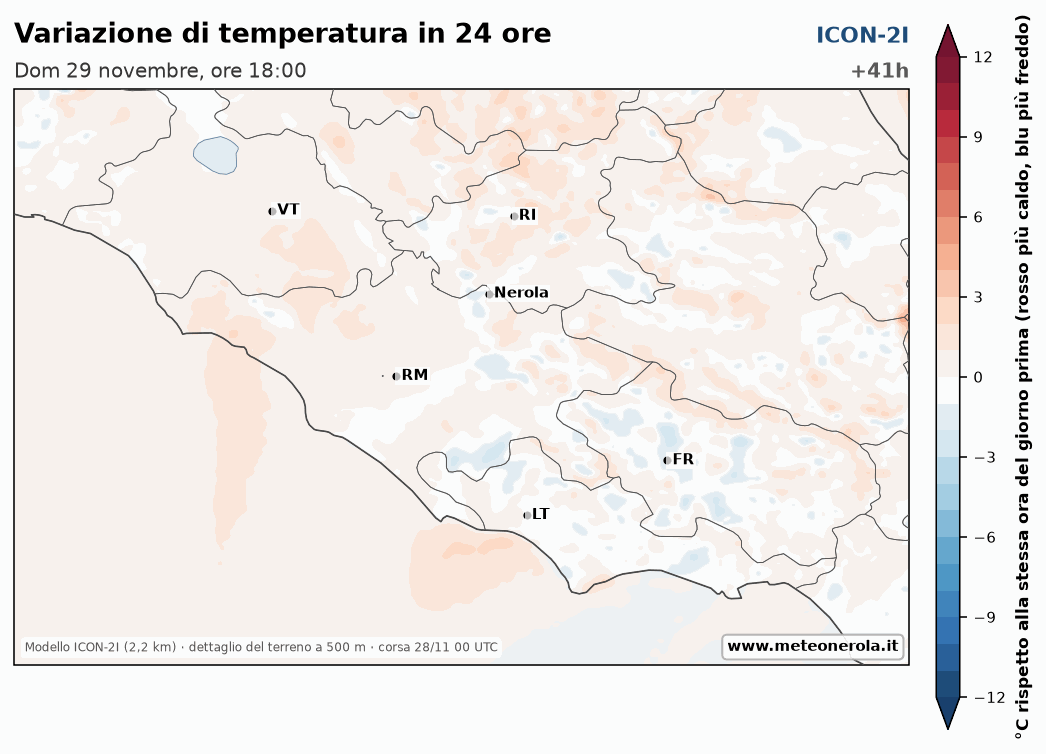 Variazione di temperatura in 24 ore
ICON-2I
Dom 29 novembre, ore 18:00
+41h
VT
RI
Nerola
RM
FR
LT
Modello ICON-2I (2,2 km) · dettaglio del terreno a 500 m · corsa 28/11 00 UTC
www.meteonerola.it
12
9
6
3
0
−3
−6
−9
−12
°C rispetto alla stessa ora del giorno prima (rosso più caldo, blu più freddo)